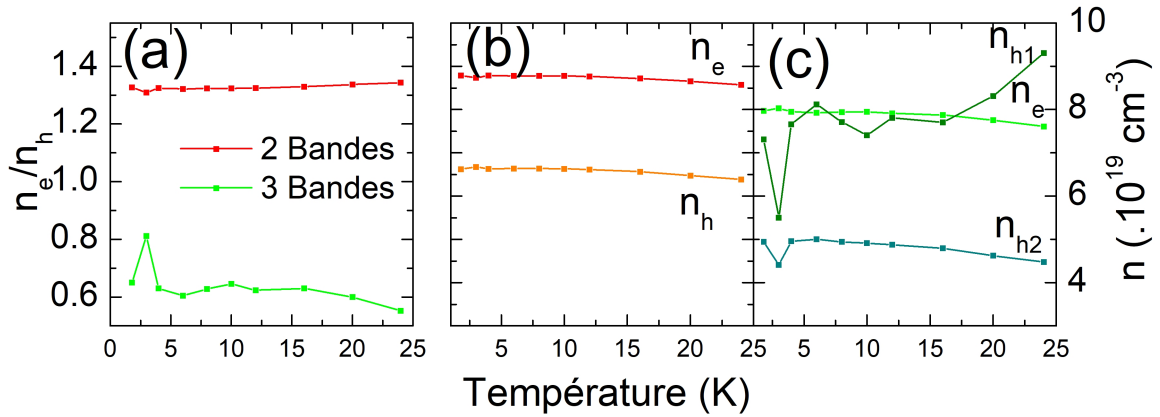 (a)
n_e/n_h
1.4
1.2
1.0
0.8
0.6
2 Bandes
3 Bandes
0 5 10 15 20 25
(b)
n_e
n_h
5 10 15 20 25
(c)
n_h1
n_e
n_h2
5 10 15 20 25
10
8
6
4
n (.10^19 cm^-3)
Température (K)